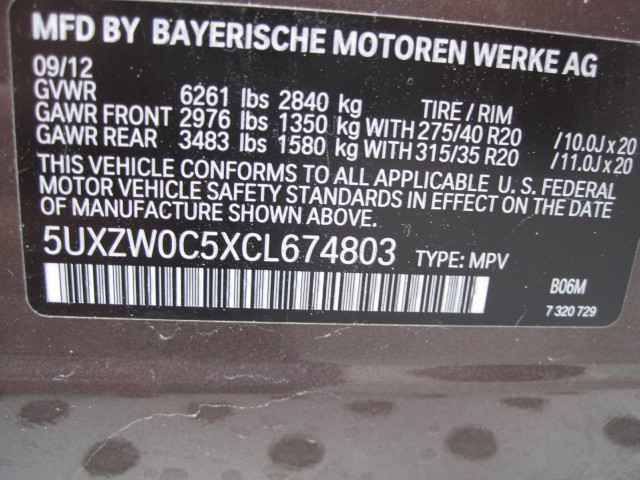 MFD BY BAYERISCHE MOTOREN WERKE AG
09/12
GVWR 6261 lbs 2840 kg TIRE / RIM
GAWR FRONT 2976 lbs 1350 kg WITH 275/40 R20 /10.0J x 20
GAWR REAR 3483 lbs 1580 kg WITH 315/35 R20 /11.0J x 20
THIS VEHICLE CONFORMS TO ALL APPLICABLE U. S. FEDERAL
MOTOR VEHICLE SAFETY STANDARDS IN EFFECT ON THE DATE
OF MANUFACTURE SHOWN ABOVE.
5UXZW0C5XCL674803 TYPE: MPV
B06M
7 320 729